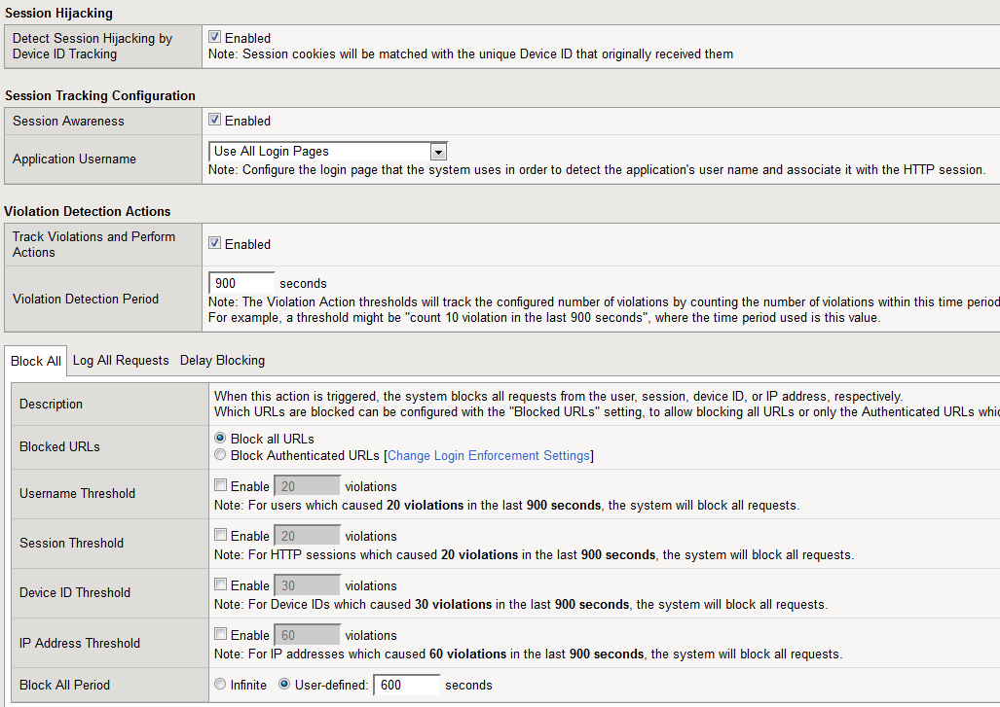 Session Hijacking
Detect Session Hijacking by Device ID Tracking
Enabled
Note: Session cookies will be matched with the unique Device ID that originally received them
Session Tracking Configuration
Session Awareness
Enabled
Application Username
Use All Login Pages
Note: Configure the login page that the system uses in order to detect the application's user name and associate it with the HTTP session.
Violation Detection Actions
Track Violations and Perform Actions
Enabled
Violation Detection Period
900 seconds
Note: The Violation Action thresholds will track the configured number of violations by counting the number of violations within this time period
For example, a threshold might be "count 10 violation in the last 900 seconds", where the time period used is this value.
Block All Log All Requests Delay Blocking
Description
When this action is triggered, the system blocks all requests from the user, session, device ID, or IP address, respectively.
Which URLs are blocked can be configured with the "Blocked URLs" setting, to allow blocking all URLs or only the Authenticated URLs
Blocked URLs
Block all URLs
Block Authenticated URLs [Change Login Enforcement Settings]
Username Threshold
Enable 20 violations
Note: For users which caused 20 violations in the last 900 seconds, the system will block all requests.
Session Threshold
Enable 20 violations
Note: For HTTP sessions which caused 20 violations in the last 900 seconds, the system will block all requests.
Device ID Threshold
Enable 30 violations
Note: For Device IDs which caused 30 violations in the last 900 seconds, the system will block all requests.
IP Address Threshold
Enable 60 violations
Note: For IP addresses which caused 60 violations in the last 900 seconds, the system will block all requests.
Block All Period
Infinite User-defined: 600 seconds